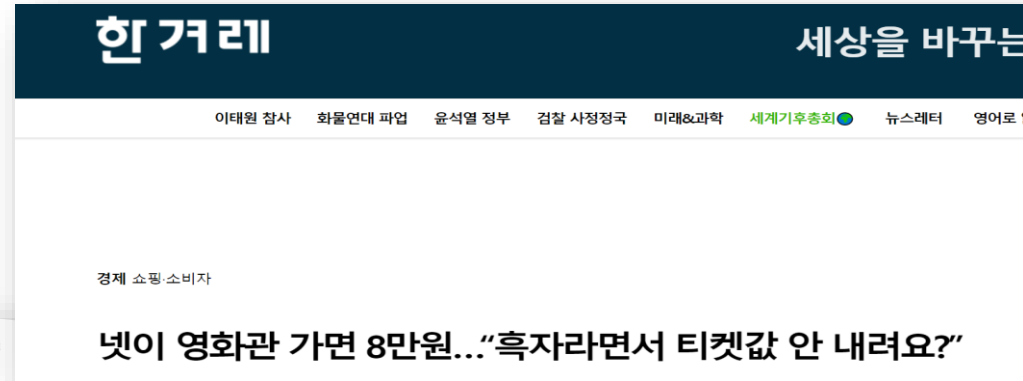 한겨레
세상을 바꾸는
이태원 참사 화물연대 파업 윤석열 정부 검찰 사정정국 미래&과학 세계기후총회 뉴스레터 영어로
경제 쇼핑·소비자
넷이 영화관 가면 8만원…“흑자라면서 티켓값 안 내려요?”